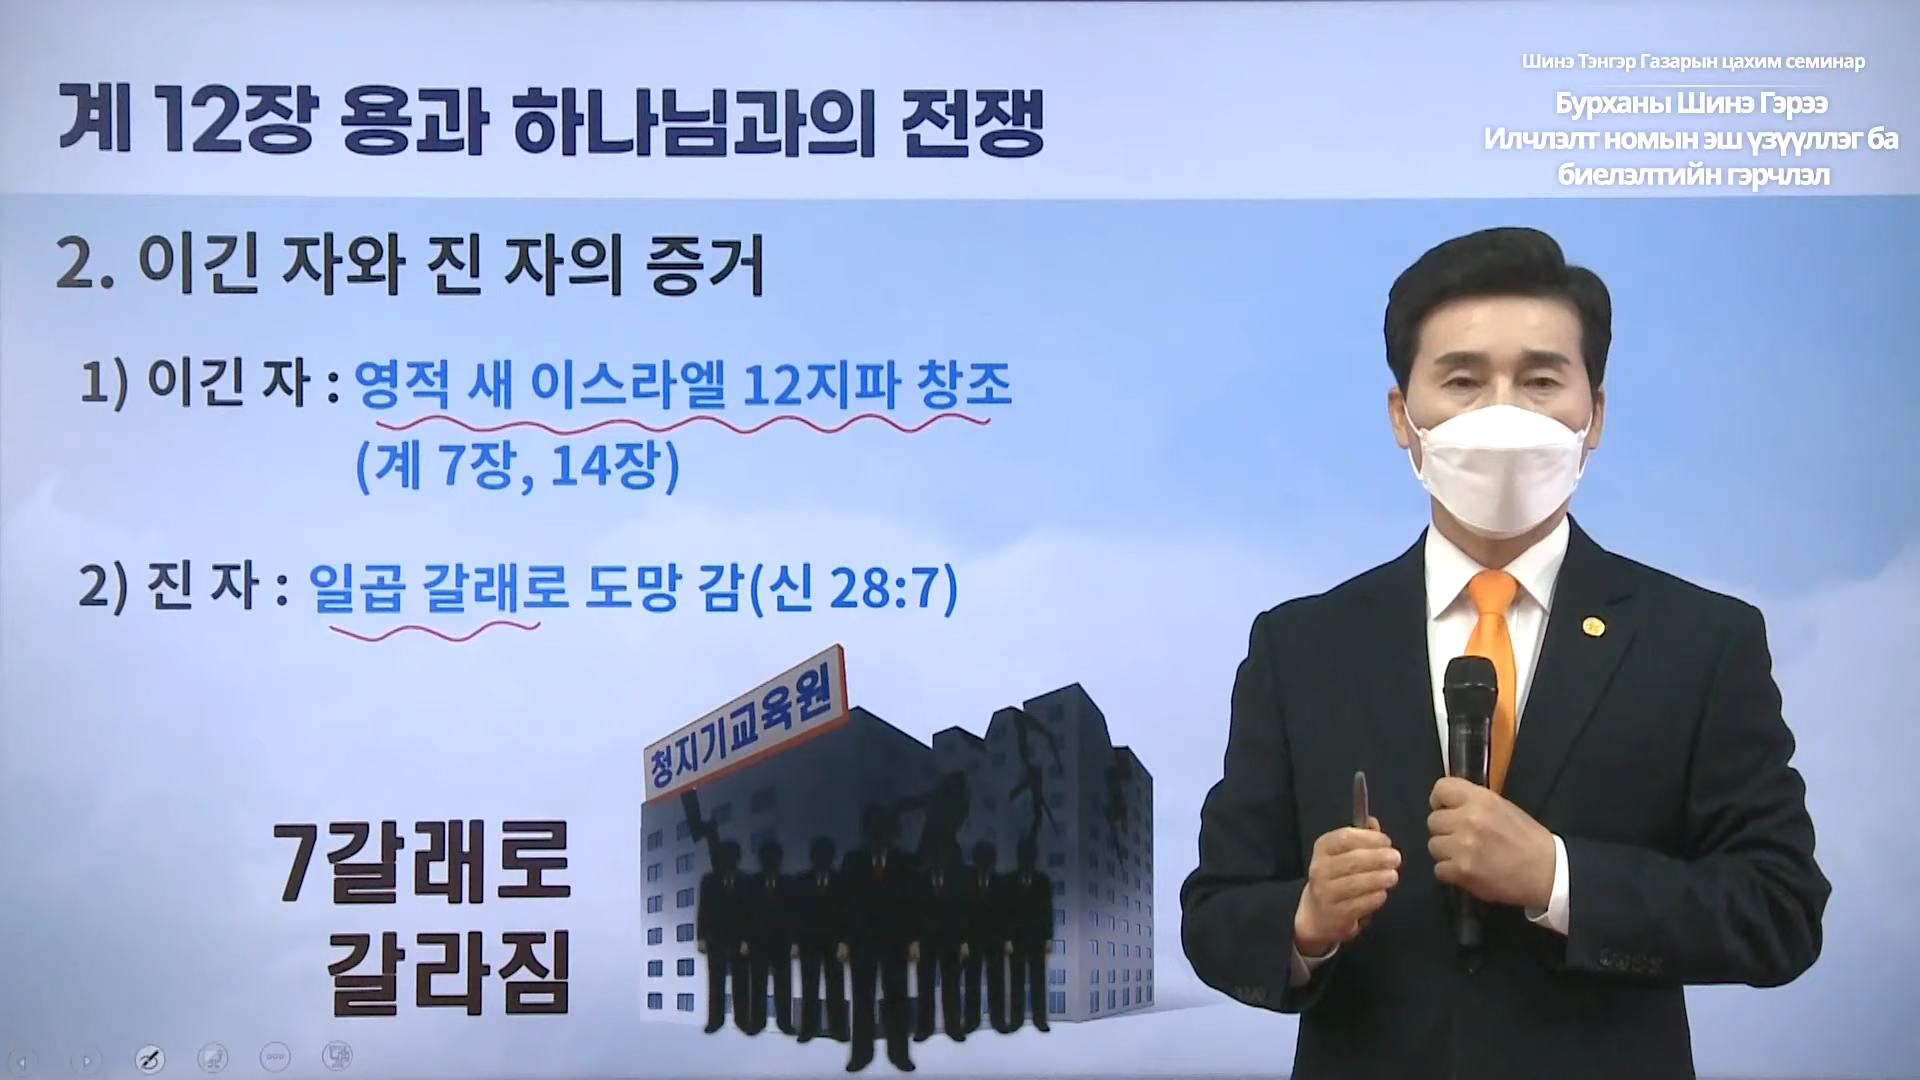 계 12장 용과 하나님과의 전쟁
Шинэ Тэнгэр Газарын цахим семинар
Бурханы Шинэ Гэрээ
Илчлэлт номын эш үзүүллэг ба
биелэлтийн гэрчлэл
2. 이긴 자와 진 자의 증거
1) 이긴 자 : 영적 새 이스라엘 12지파 창조
(계 7장, 14장)
2) 진 자 : 일곱 갈래로 도망 감(신 28:7)
청지기교육원
7갈래로
갈라짐